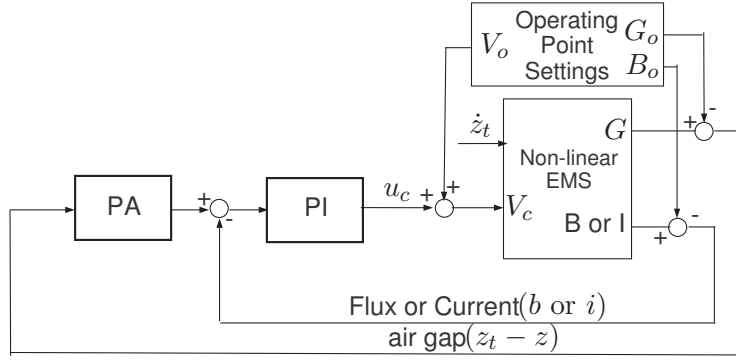 Operating
Point
Settings
V_o
G_o
B_o
-
+
ż_t
G
Non-linear
EMS
V_c
B or I
+
-
PA
+
-
PI
u_c
+
+
Flux or Current(b or i)
air gap(z_t − z)